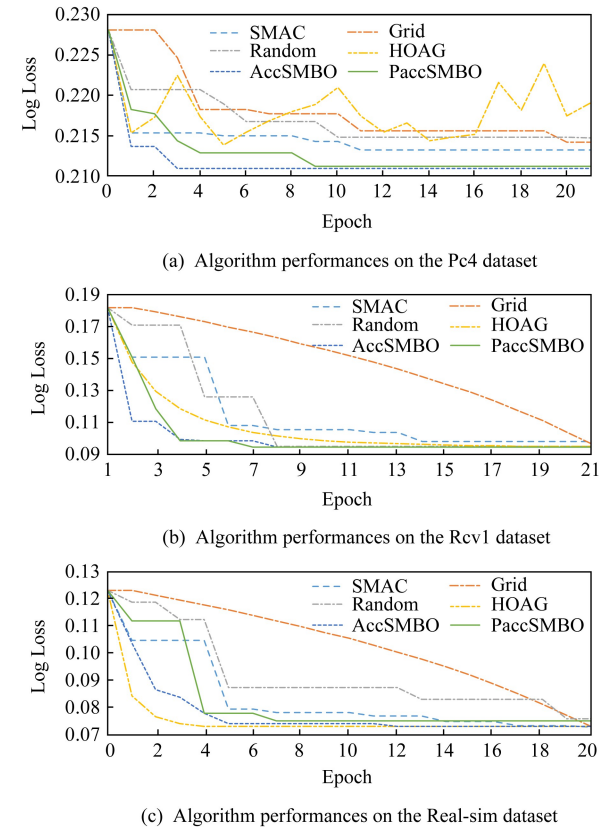 0.230
0.225
0.220
0.215
0.210
Log Loss
SMAC Grid
Random HOAG
AccSMBO PaccSMBO
0 2 4 6 8 10 12 14 16 18 20
Epoch
(a) Algorithm performances on the Pc4 dataset
0.19
0.17
0.15
0.13
0.11
0.09
Log Loss
SMAC Grid
Random HOAG
AccSMBO PaccSMBO
1 3 5 7 9 11 13 15 17 19 21
Epoch
(b) Algorithm performances on the Rcv1 dataset
0.13
0.12
0.11
0.10
0.09
0.08
0.07
Log Loss
SMAC Grid
Random HOAG
AccSMBO PaccSMBO
0 2 4 6 8 10 12 14 16 18 20
Epoch
(c) Algorithm performances on the Real-sim dataset